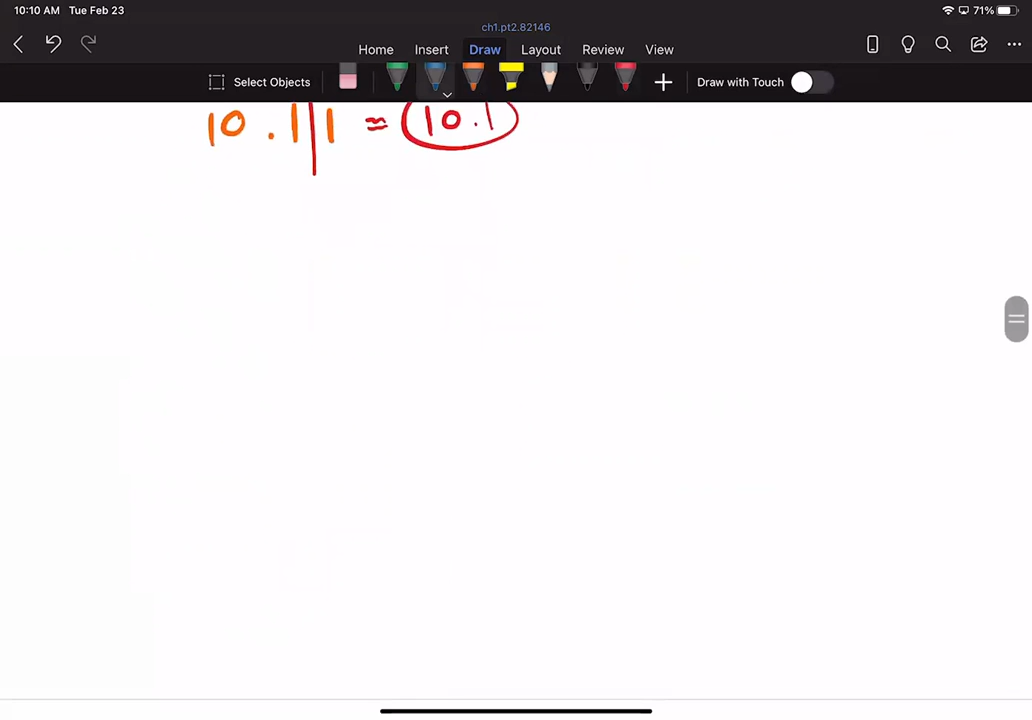 10:10 AM Tue Feb 23
71%
ch1.pt2.82146
Home Insert Draw Layout Review View
Select Objects
Draw with Touch
10.1|1 ≈ 10.1